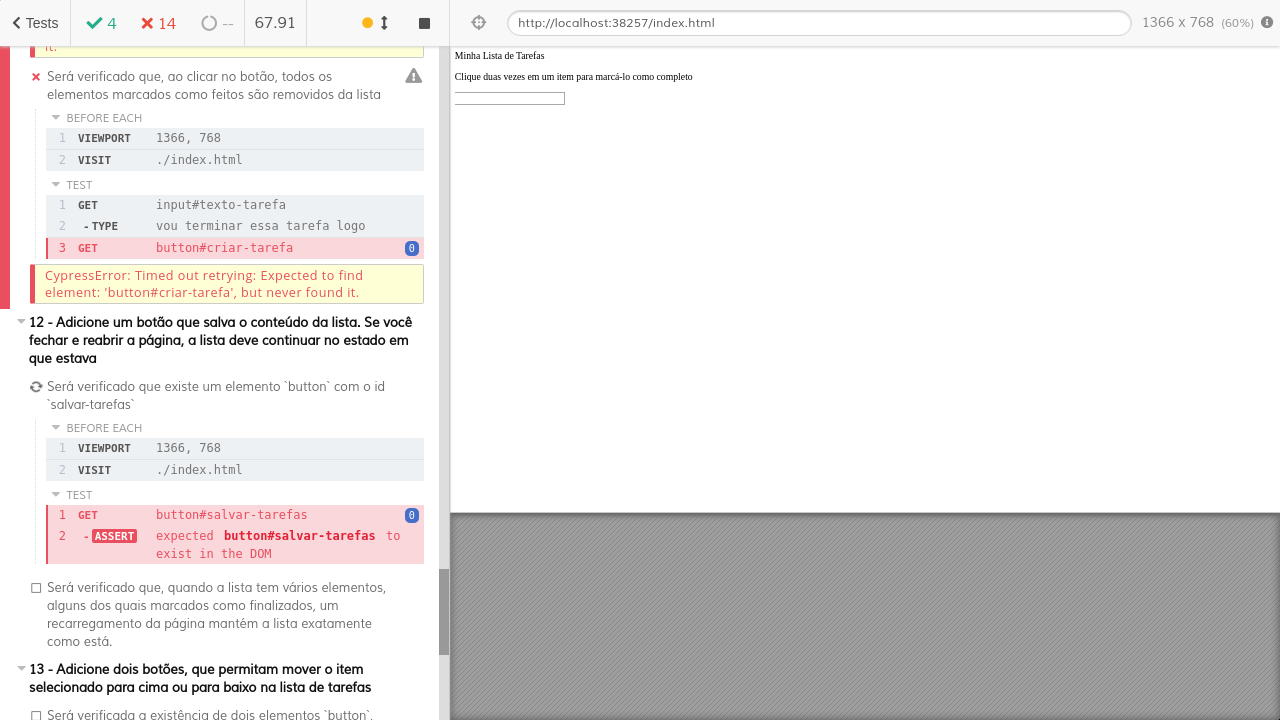 Tests 4 14 -- 67.91 http://localhost:38257/index.html 1366 x 768 (60%)
it.
Será verificado que, ao clicar no botão, todos os
elementos marcados como feitos são removidos da lista
BEFORE EACH
1 VIEWPORT 1366, 768
2 VISIT ./index.html
TEST
1 GET input#texto-tarefa
2 -TYPE vou terminar essa tarefa logo
3 GET button#criar-tarefa 0
CypressError: Timed out retrying: Expected to find
element: 'button#criar-tarefa', but never found it.
12 - Adicione um botão que salva o conteúdo da lista. Se você
fechar e reabrir a página, a lista deve continuar no estado em
que estava
Será verificado que existe um elemento `button` com o id
`salvar-tarefas`
BEFORE EACH
1 VIEWPORT 1366, 768
2 VISIT ./index.html
TEST
1 GET button#salvar-tarefas 0
2 -ASSERT expected button#salvar-tarefas to
exist in the DOM
Será verificado que, quando a lista tem vários elementos,
alguns dos quais marcados como finalizados, um
recarregamento da página mantém a lista exatamente
como está.
13 - Adicione dois botões, que permitam mover o item
selecionado para cima ou para baixo na lista de tarefas
Será verificada a existência de dois elementos `button`,
Minha Lista de Tarefas
Clique duas vezes em um item para marcá-lo como completo